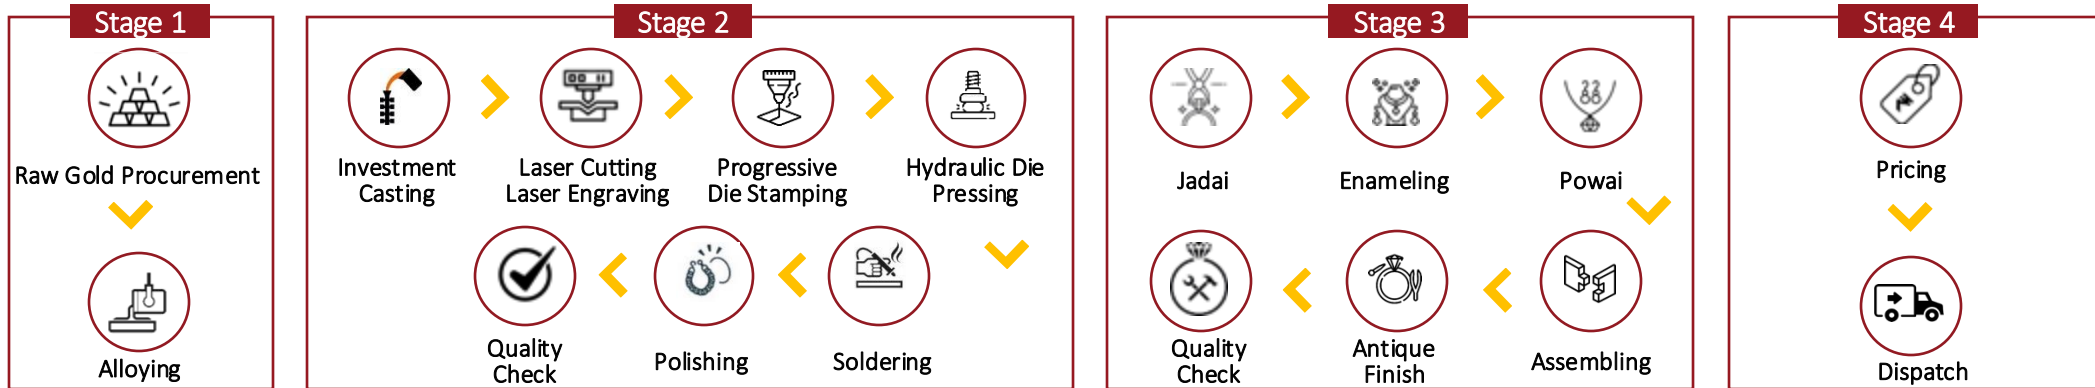 Stage 1
Raw Gold Procurement
Alloying
Stage 2
Investment
Casting
Laser Cutting
Laser Engraving
Progressive
Die Stamping
Hydraulic Die
Pressing
Soldering
Polishing
Quality
Check
Stage 3
Jadai
Enameling
Powai
Assembling
Antique
Finish
Quality
Check
Stage 4
Pricing
Dispatch